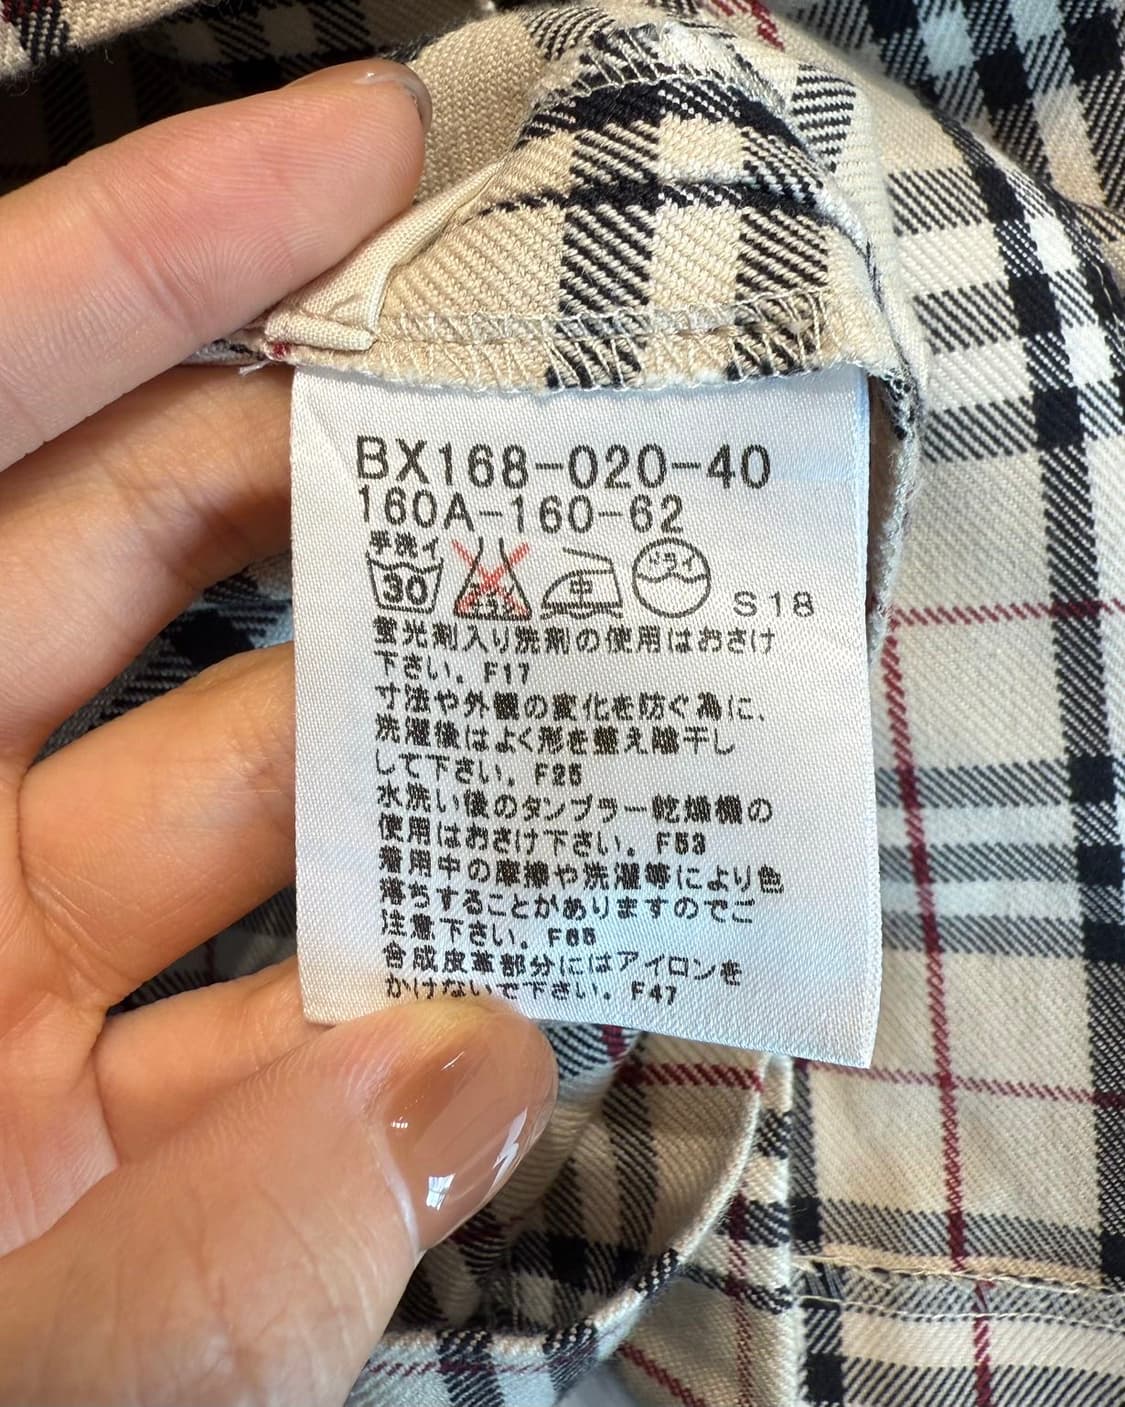 BX168-020-40
160A-160-62
手洗イ
30
エンソ
中
ドライ
S18
蛍光剤入り洗剤の使用はおさけ
下さい。F17
寸法や外観の変化を防ぐ為に、
洗濯後はよく形を整え陰干し
して下さい。F25
水洗い後のタンブラー乾燥機の
使用はおさけ下さい。F53
着用中の摩擦や洗濯等により色
落ちすることがありますのでご
注意下さい。F65
合成皮革部分にはアイロンを
かけないで下さい。F47